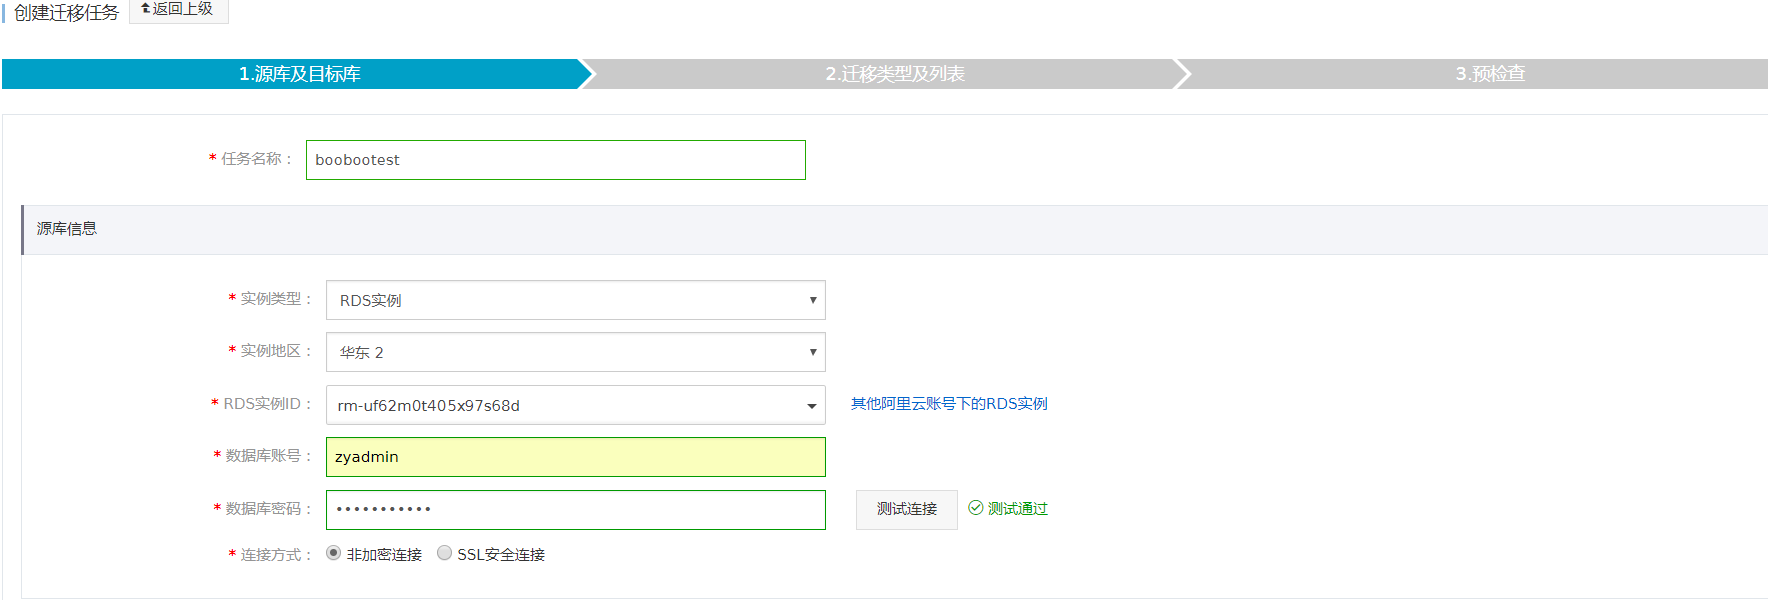 创建迁移任务 返回上级
1.源库及目标库 2.迁移类型及列表 3.预检查
* 任务名称： boobootest
源库信息
* 实例类型： RDS实例
* 实例地区： 华东 2
* RDS实例ID： rm-uf62m0t405x97s68d 其他阿里云账号下的RDS实例
* 数据库账号： zyadmin
* 数据库密码： ••••••••••• 测试连接 测试通过
* 连接方式： 非加密连接 SSL安全连接